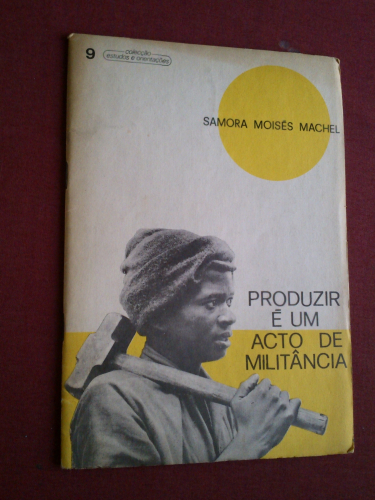 9
colecção
estudos e orientações
SAMORA MOISÉS MACHEL
PRODUZIR
É UM
ACTO DE
MILITÂNCIA